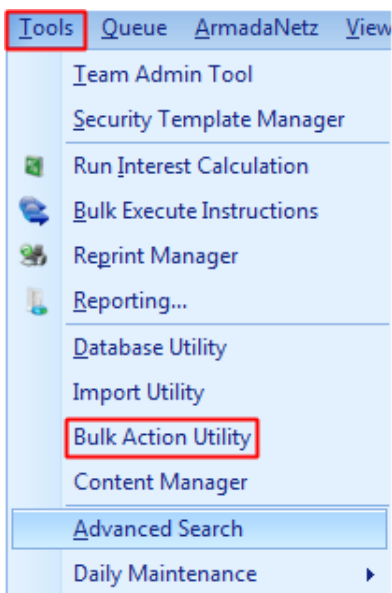 Tools Queue ArmadaNetz View
Team Admin Tool
Security Template Manager
Run Interest Calculation
Bulk Execute Instructions
Reprint Manager
Reporting...
Database Utility
Import Utility
Bulk Action Utility
Content Manager
Advanced Search
Daily Maintenance